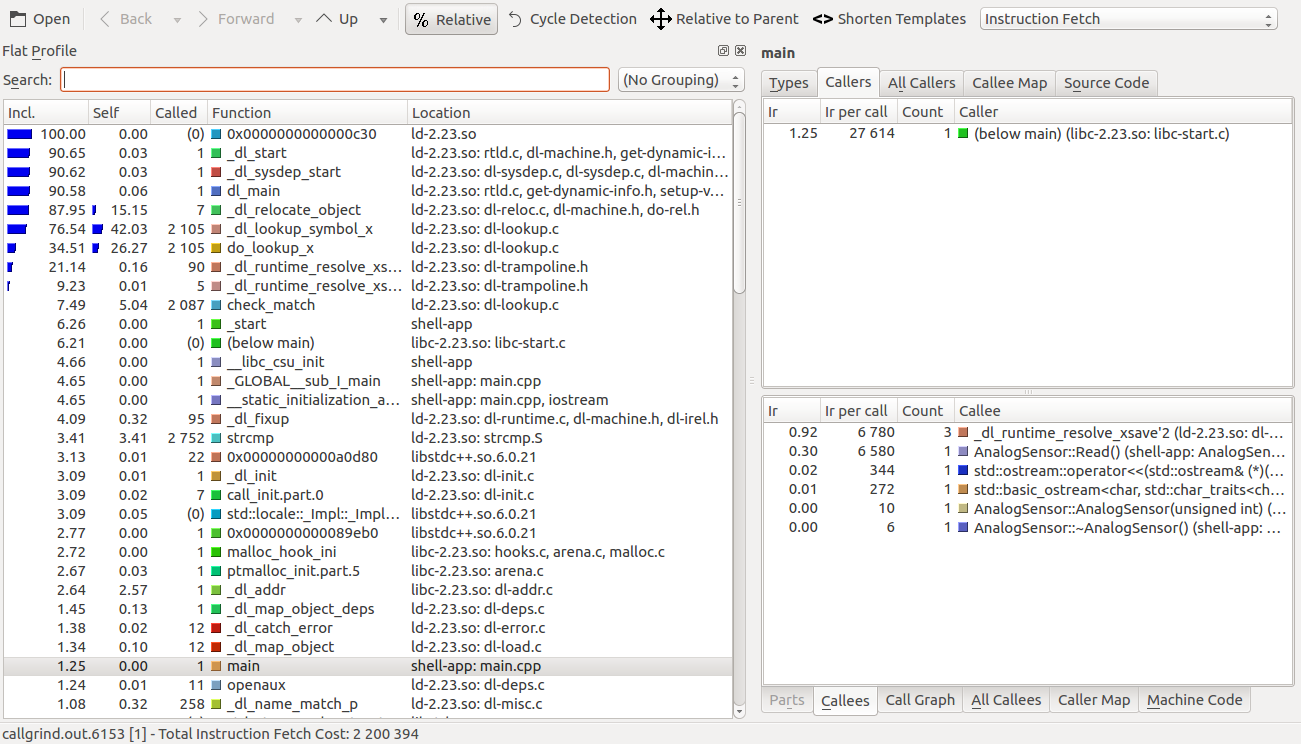 Open Back Forward Up % Relative Cycle Detection Relative to Parent <> Shorten Templates Instruction Fetch
Flat Profile
Search: (No Grouping)
Incl. Self Called Function Location
100.00 0.00 (0) 0x0000000000000c30 ld-2.23.so
90.65 0.03 1 _dl_start ld-2.23.so: rtld.c, dl-machine.h, get-dynamic-i...
90.62 0.03 1 _dl_sysdep_start ld-2.23.so: dl-sysdep.c, dl-sysdep.c, dl-machin...
90.58 0.06 1 dl_main ld-2.23.so: rtld.c, get-dynamic-info.h, setup-v...
87.95 15.15 7 _dl_relocate_object ld-2.23.so: dl-reloc.c, dl-machine.h, do-rel.h
76.54 42.03 2 105 _dl_lookup_symbol_x ld-2.23.so: dl-lookup.c
34.51 26.27 2 105 do_lookup_x ld-2.23.so: dl-lookup.c
21.14 0.16 90 _dl_runtime_resolve_xs... ld-2.23.so: dl-trampoline.h
9.23 0.01 5 _dl_runtime_resolve_xs... ld-2.23.so: dl-trampoline.h
7.49 5.04 2 087 check_match ld-2.23.so: dl-lookup.c
6.26 0.00 1 _start shell-app
6.21 0.00 (0) (below main) libc-2.23.so: libc-start.c
4.66 0.00 1 __libc_csu_init shell-app
4.65 0.00 1 _GLOBAL__sub_I_main shell-app: main.cpp
4.65 0.00 1 __static_initialization_a... shell-app: main.cpp, iostream
4.09 0.32 95 _dl_fixup ld-2.23.so: dl-runtime.c, dl-machine.h, dl-irel.h
3.41 3.41 2 752 strcmp ld-2.23.so: strcmp.S
3.13 0.01 22 0x00000000000a0d80 libstdc++.so.6.0.21
3.09 0.01 1 _dl_init ld-2.23.so: dl-init.c
3.09 0.02 7 call_init.part.0 ld-2.23.so: dl-init.c
3.09 0.05 (0) std::locale::_Impl::_Impl... libstdc++.so.6.0.21
2.77 0.00 1 0x0000000000089eb0 libstdc++.so.6.0.21
2.72 0.00 1 malloc_hook_ini libc-2.23.so: hooks.c, arena.c, malloc.c
2.67 0.03 1 ptmalloc_init.part.5 libc-2.23.so: arena.c
2.64 2.57 1 _dl_addr libc-2.23.so: dl-addr.c
1.45 0.13 1 _dl_map_object_deps ld-2.23.so: dl-deps.c
1.38 0.02 12 _dl_catch_error ld-2.23.so: dl-error.c
1.34 0.10 12 _dl_map_object ld-2.23.so: dl-load.c
1.25 0.00 1 main shell-app: main.cpp
1.24 0.01 11 openaux ld-2.23.so: dl-deps.c
1.08 0.32 258 _dl_name_match_p ld-2.23.so: dl-misc.c
main
Types Callers All Callers Callee Map Source Code
Ir Ir per call Count Caller
1.25 27 614 1 (below main) (libc-2.23.so: libc-start.c)
Ir Ir per call Count Callee
0.92 6 780 3 _dl_runtime_resolve_xsave'2 (ld-2.23.so: dl-...
0.30 6 580 1 AnalogSensor::Read() (shell-app: AnalogSen...
0.02 344 1 std::ostream::operator<<(std::ostream& (*)(...
0.01 272 1 std::basic_ostream<char, std::char_traits<ch...
0.00 10 1 AnalogSensor::AnalogSensor(unsigned int) (...
0.00 6 1 AnalogSensor::~AnalogSensor() (shell-app: ...
Parts Callees Call Graph All Callees Caller Map Machine Code
callgrind.out.6153 [1] - Total Instruction Fetch Cost: 2 200 394